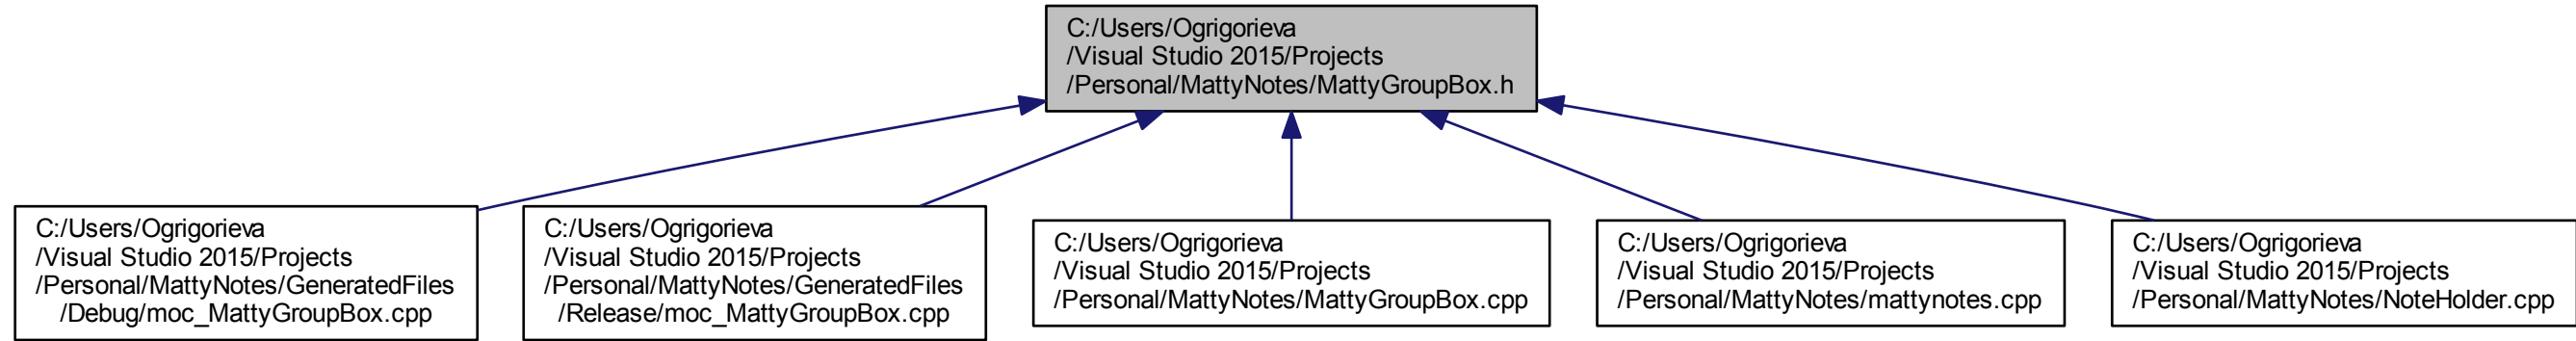 C:/Users/Ogrigorieva
/Visual Studio 2015/Projects
/Personal/MattyNotes/MattyGroupBox.h
C:/Users/Ogrigorieva
/Visual Studio 2015/Projects
/Personal/MattyNotes/GeneratedFiles
/Debug/moc_MattyGroupBox.cpp
C:/Users/Ogrigorieva
/Visual Studio 2015/Projects
/Personal/MattyNotes/GeneratedFiles
/Release/moc_MattyGroupBox.cpp
C:/Users/Ogrigorieva
/Visual Studio 2015/Projects
/Personal/MattyNotes/MattyGroupBox.cpp
C:/Users/Ogrigorieva
/Visual Studio 2015/Projects
/Personal/MattyNotes/mattynotes.cpp
C:/Users/Ogrigorieva
/Visual Studio 2015/Projects
/Personal/MattyNotes/NoteHolder.cpp